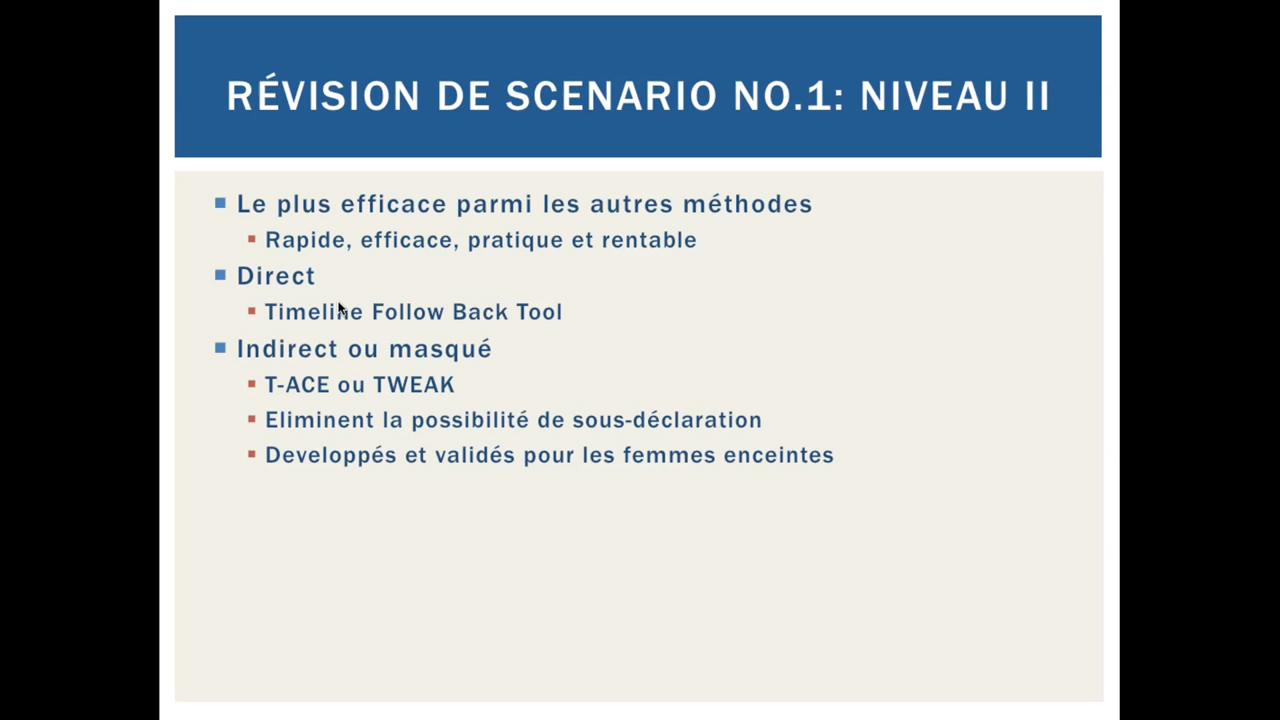 RÉVISION DE SCENARIO NO.1: NIVEAU II
Le plus efficace parmi les autres méthodes
Rapide, efficace, pratique et rentable
Direct
Timeline Follow Back Tool
Indirect ou masqué
T-ACE ou TWEAK
Eliminent la possibilité de sous-déclaration
Developpés et validés pour les femmes enceintes